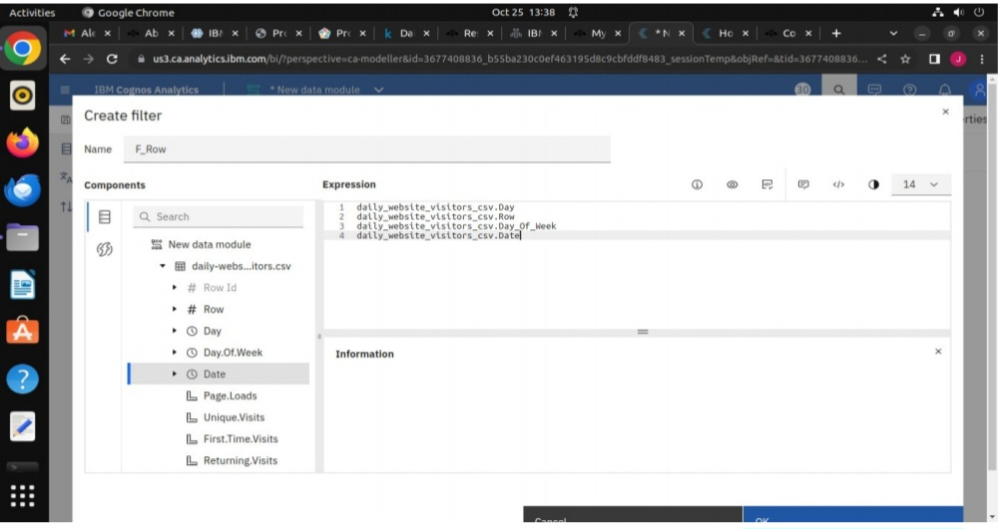 Activities Google Chrome Oct 25 13:38
Ale × Ab × IB × Pr × Pr × Da × Re × IBI × My × *N × Ho × Co × +
us3.ca.analytics.ibm.com/bi/?perspective=ca-modeller&id=3677408836_b55ba230c0ef463195d8c9cbfddf8483_sessionTemp&objRef=&tid=3677408836... J
IBM Cognos Analytics * New data module 30
rties
Create filter ×
Name F_Row
Components Expression 14
Search
New data module
daily-webs...itors.csv
# Row Id
# Row
Day
Day.Of.Week
Date
Page.Loads
Unique.Visits
First.Time.Visits
Returning.Visits
1 daily_website_visitors_csv.Day
2 daily_website_visitors_csv.Row
3 daily_website_visitors_csv.Day_Of_Week
4 daily_website_visitors_csv.Date
Information ×
Cancel OK